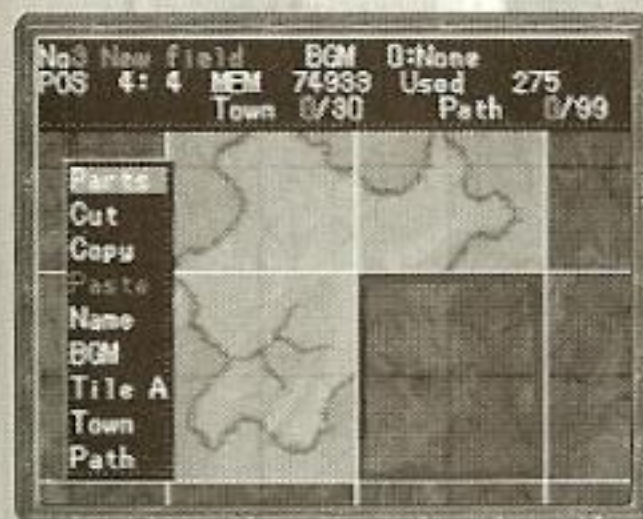 No3 New field BGM 0:None
POS 4: 4 MEM 74933 Used 275
Town 0/30 Path 0/99
Parts
Cut
Copy
Paste
Name
BGM
Tile A
Town
Path